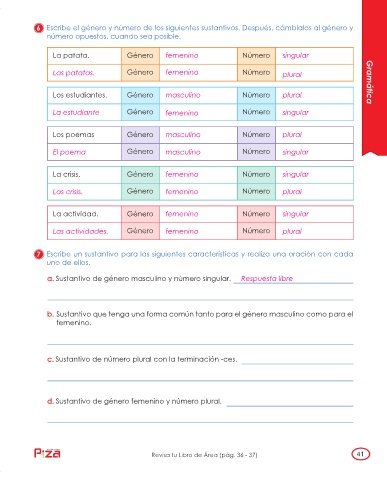 6 Escribe el género y número de los siguientes sustantivos. Después, cámbialos al género y
número opuestos, cuando sea posible.
La patata. Género femenino Número singular
Los patatas. Género femenino Número plural
Los estudiantes. Género masculino Número plural
La estudiante Género femenino Número singular
Los poemas Género masculino Número plural
El poema Género masculino Número singular
La crisis. Género femenino Número singular
Las crisis. Género femenino Número plural
La actividad. Género femenino Número singular
Las actividades. Género femenino Número plural
Gramática
7 Escribe un sustantivo para las siguientes características y realiza una oración con cada
uno de ellos.
a. Sustantivo de género masculino y número singular. Respuesta libre
b. Sustantivo que tenga una forma común tanto para el género masculino como para el
femenino.
c. Sustantivo de número plural con la terminación -ces.
d. Sustantivo de género femenino y número plural.
Piza
Revisa tu Libro de Área (pág. 36 - 37)
41